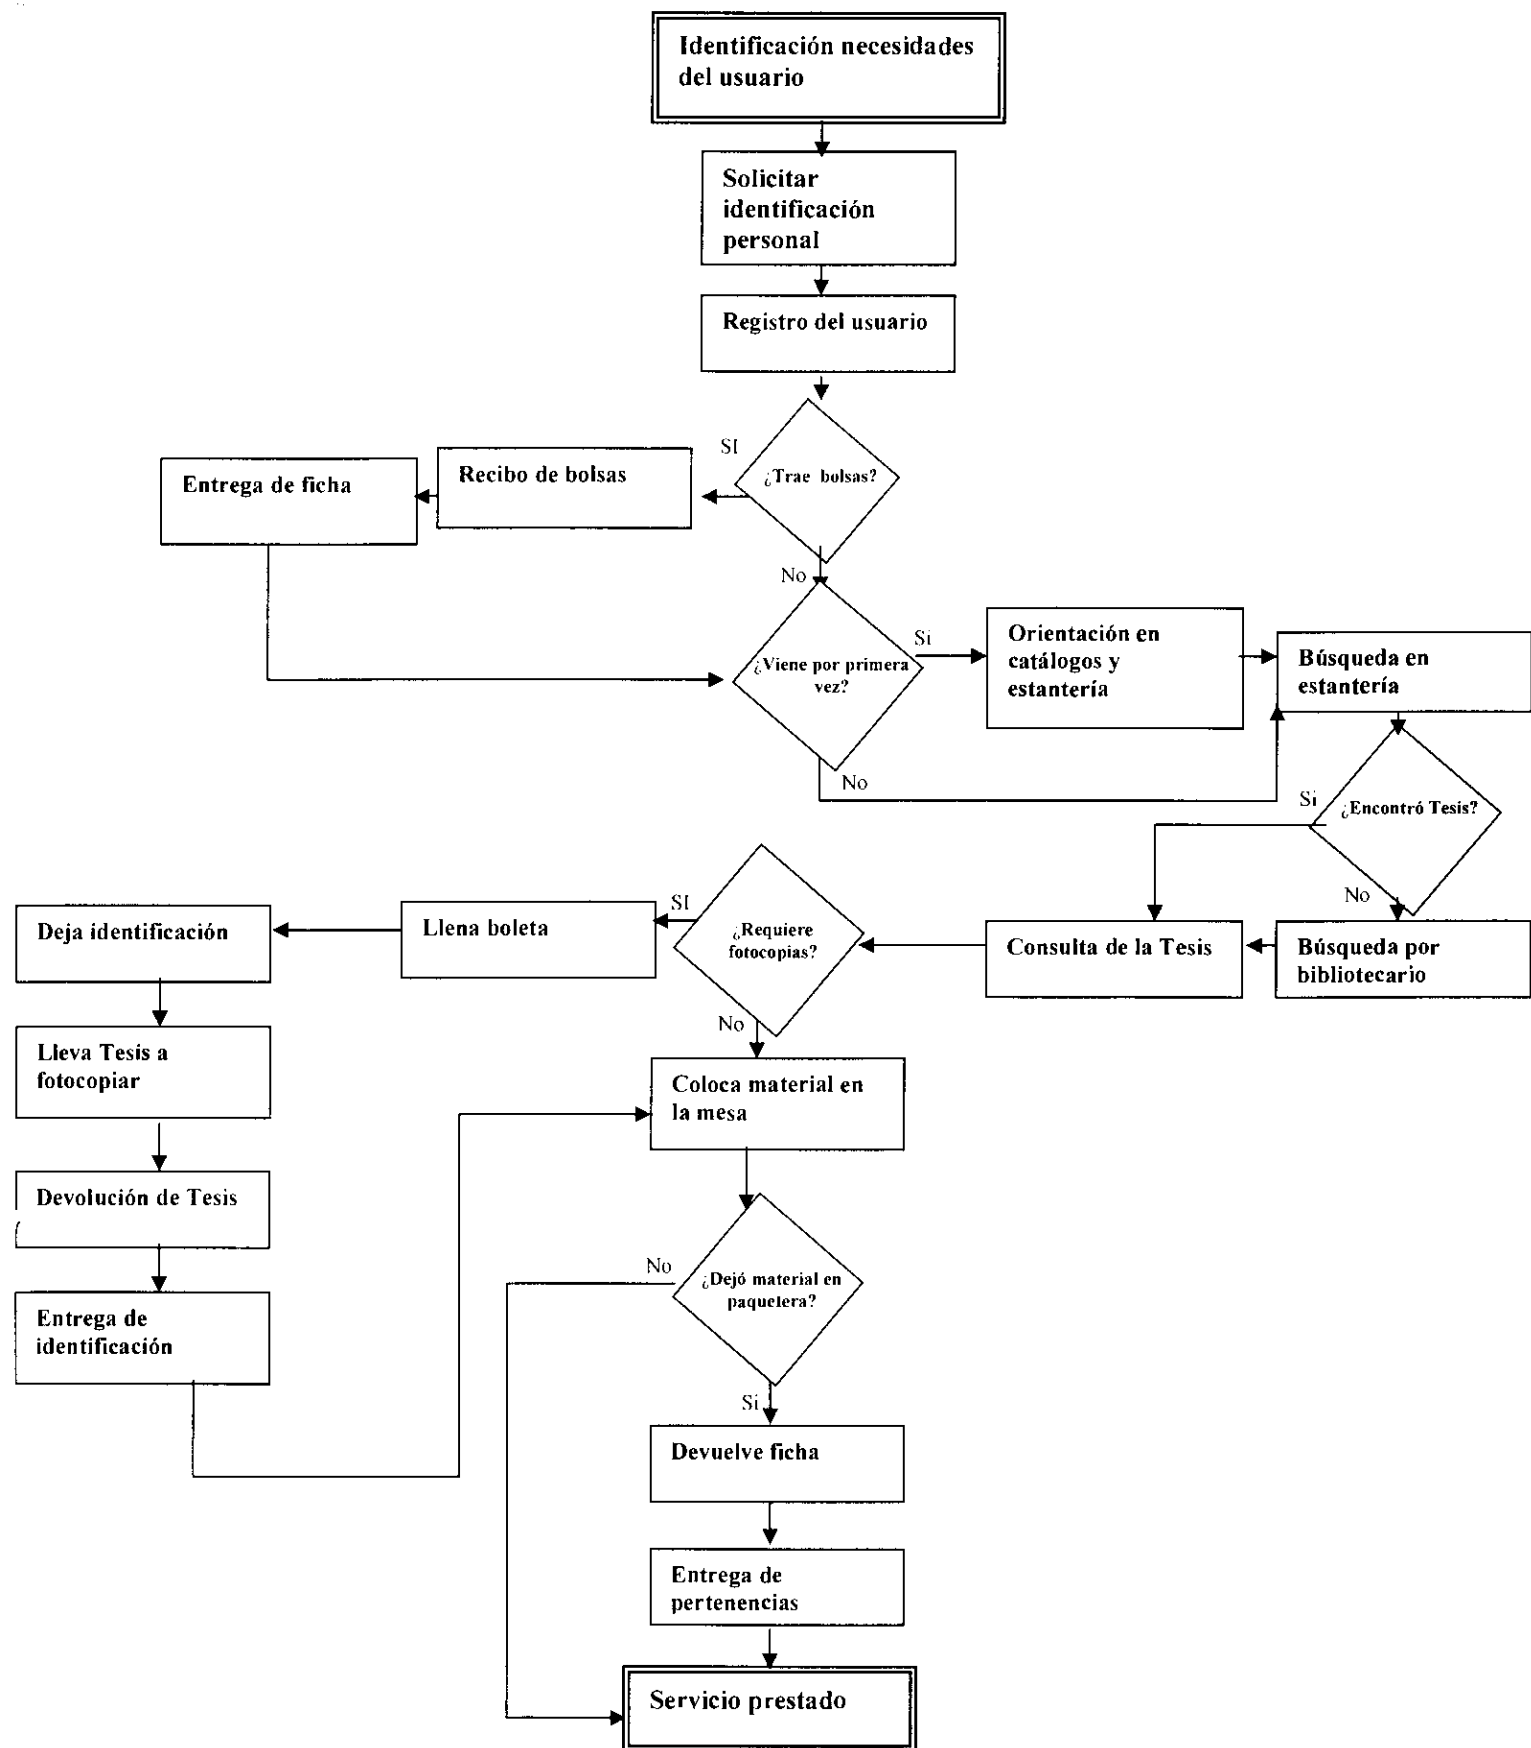 Identificación necesidades
del usuario
Solicitar
identificación
personal
Registro del usuario
SI
¿Trae bolsas?
Recibo de bolsas
Entrega de ficha
No
¿Viene por primera
vez?
Si
Orientación en
catálogos y
estantería
Búsqueda en
estantería
No
Si
¿Encontró Tesis?
No
Búsqueda por
bibliotecario
Consulta de la Tesis
¿Requiere
fotocopias?
SI
Llena boleta
Deja identificación
No
Lleva Tesis a
fotocopiar
Coloca material en
la mesa
Devolución de Tesis
No
¿Dejó material en
paquetera?
Entrega de
identificación
Si
Devuelve ficha
Entrega de
pertenencias
Servicio prestado